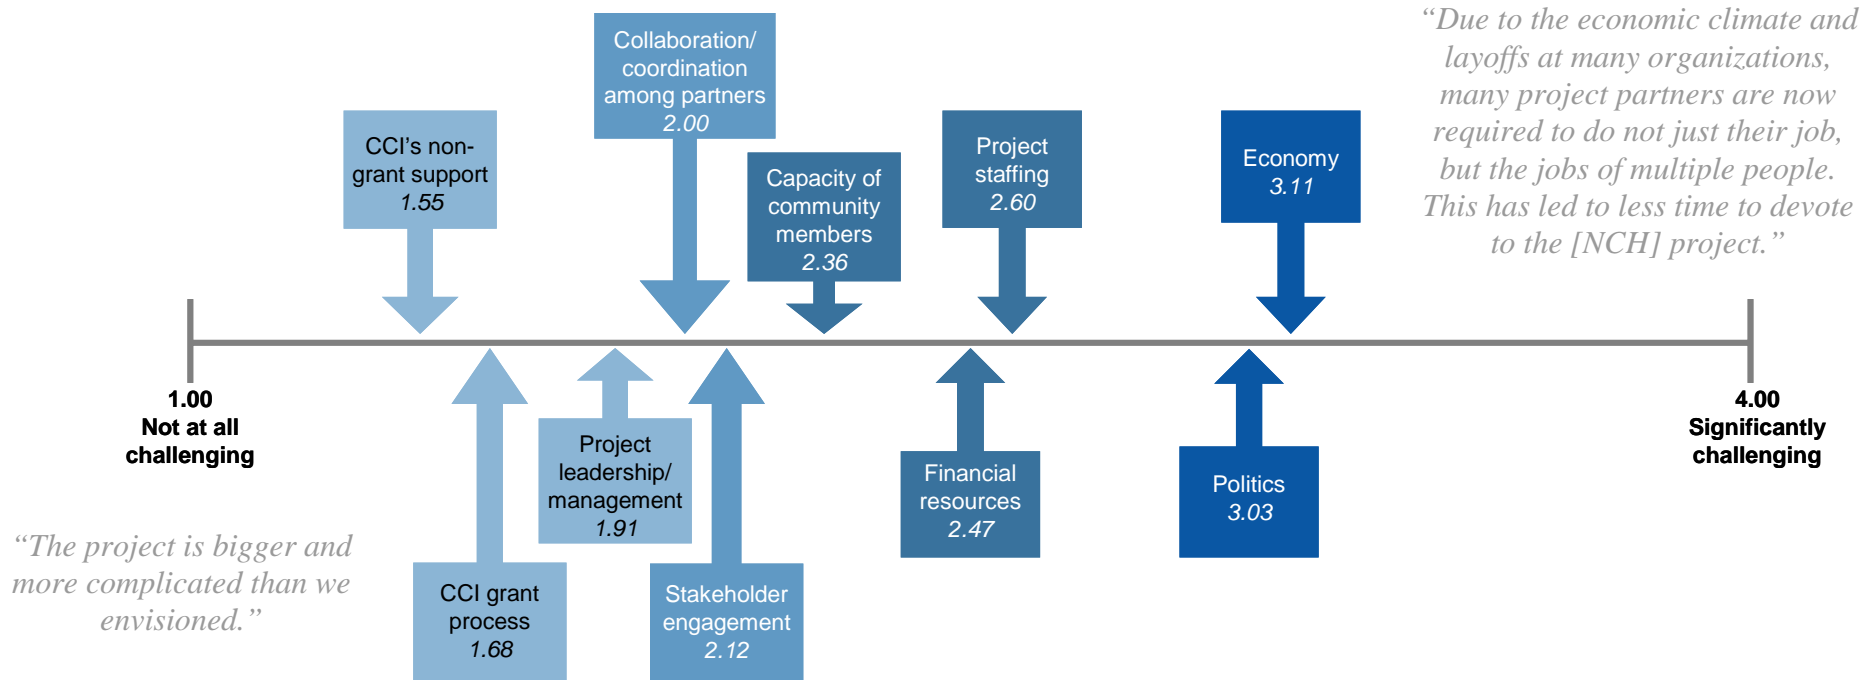 “Due to the economic climate and
layoffs at many organizations,
many project partners are now
required to do not just their job,
but the jobs of multiple people.
This has led to less time to devote
to the [NCH] project.”
Collaboration/
coordination
among partners
2.00
CCI’s non-
grant support
1.55
Capacity of
community
members
2.36
Project
staffing
2.60
Economy
3.11
1.00
Not at all
challenging
4.00
Significantly
challenging
Project
leadership/
management
1.91
Financial
resources
2.47
Politics
3.03
CCI grant
process
1.68
Stakeholder
engagement
2.12
“The project is bigger and
more complicated than we
envisioned.”